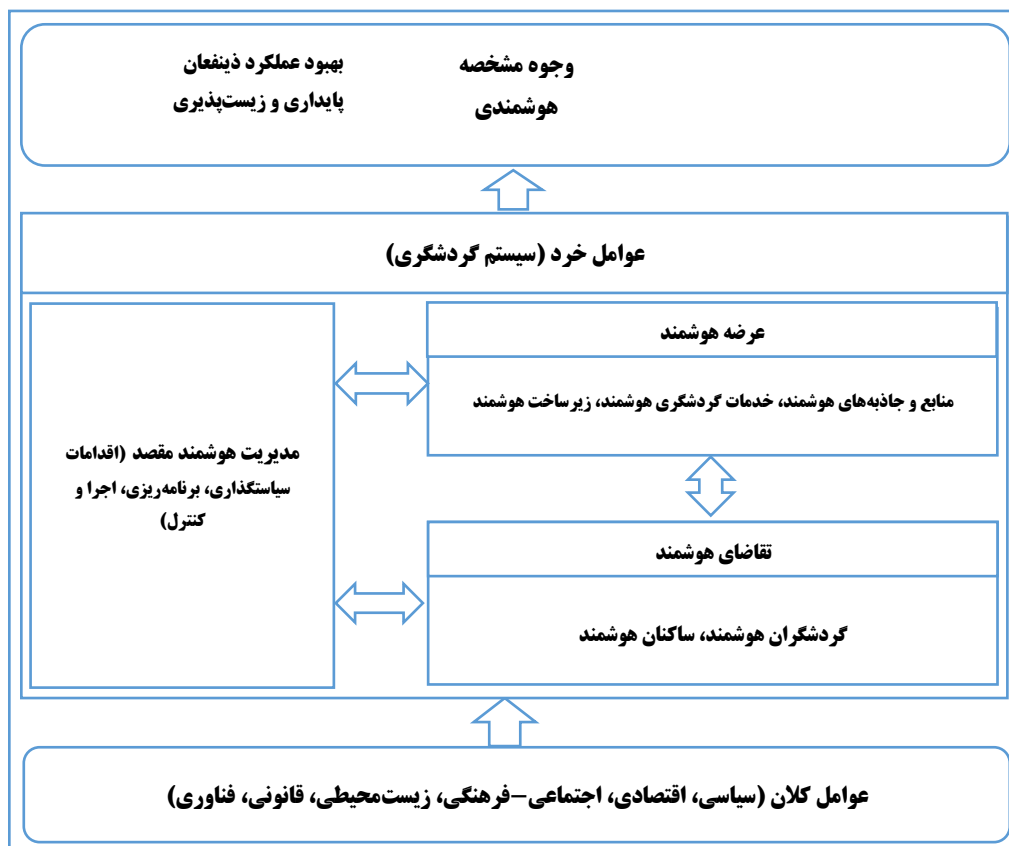 وجوه مشخصه
هوشمندی
بهبود عملکرد ذینفعان
پایداری و زیست‌پذیری
عوامل خرد (سیستم گردشگری)
عرضه هوشمند
منابع و جاذبه‌های هوشمند، خدمات گردشگری هوشمند، زیرساخت هوشمند
مدیریت هوشمند مقصد (اقدامات
سیاستگذاری، برنامه‌ریزی، اجرا و
کنترل)
تقاضای هوشمند
گردشگران هوشمند، ساکنان هوشمند
عوامل کلان (سیاسی، اقتصادی، اجتماعی–فرهنگی، زیست‌محیطی، قانونی، فناوری)